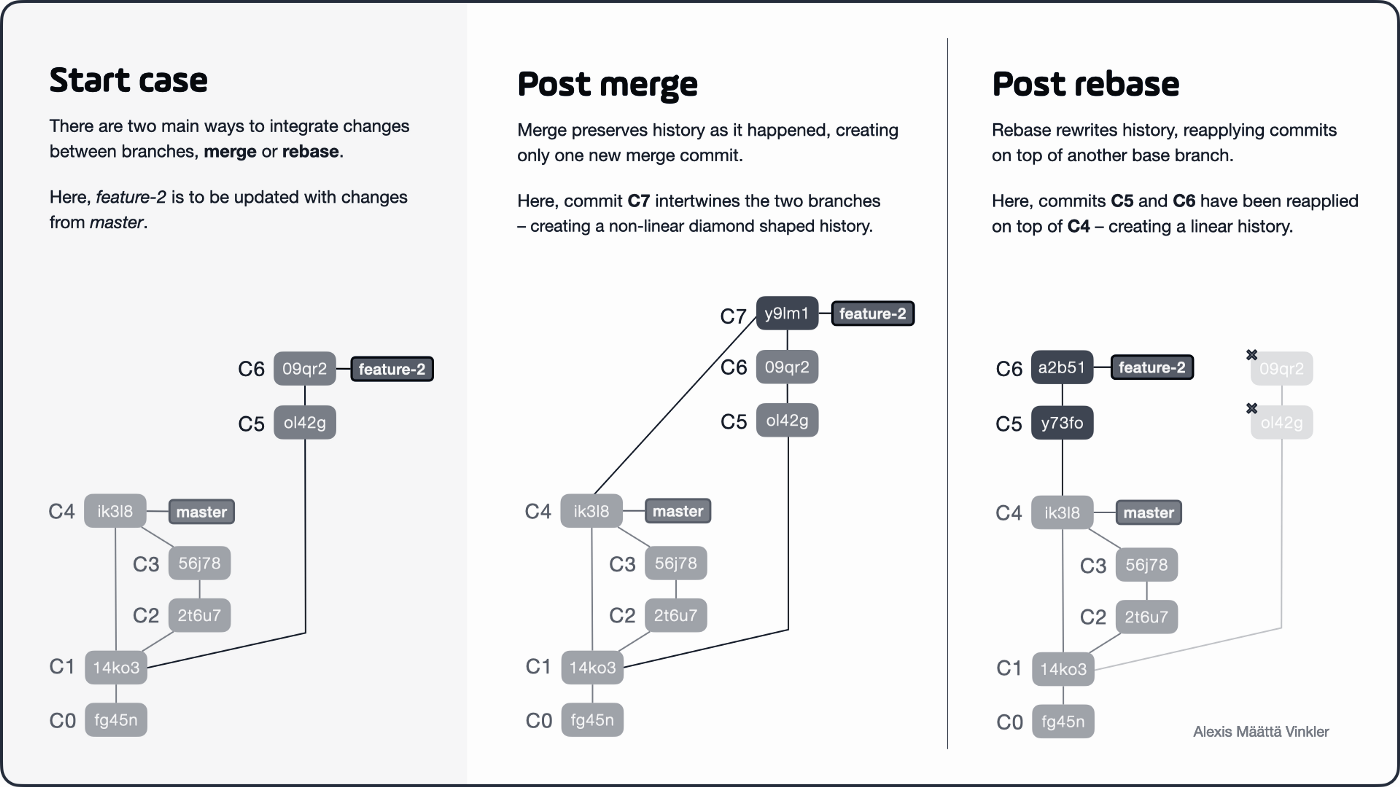 Start case
There are two main ways to integrate changes
between branches, merge or rebase.
Here, feature-2 is to be updated with changes
from master.
C6 09qr2 feature-2
C5 ol42g
C4 ik3l8 master
C3 56j78
C2 2t6u7
C1 14ko3
C0 fg45n
Post merge
Merge preserves history as it happened, creating
only one new merge commit.
Here, commit C7 intertwines the two branches
– creating a non-linear diamond shaped history.
C7 y9lm1 feature-2
C6 09qr2
C5 ol42g
C4 ik3l8 master
C3 56j78
C2 2t6u7
C1 14ko3
C0 fg45n
Post rebase
Rebase rewrites history, reapplying commits
on top of another base branch.
Here, commits C5 and C6 have been reapplied
on top of C4 – creating a linear history.
C6 a2b51 feature-2 09qr2
C5 y73fo ol42g
C4 ik3l8 master
C3 56j78
C2 2t6u7
C1 14ko3
C0 fg45n
Alexis Määttä Vinkler